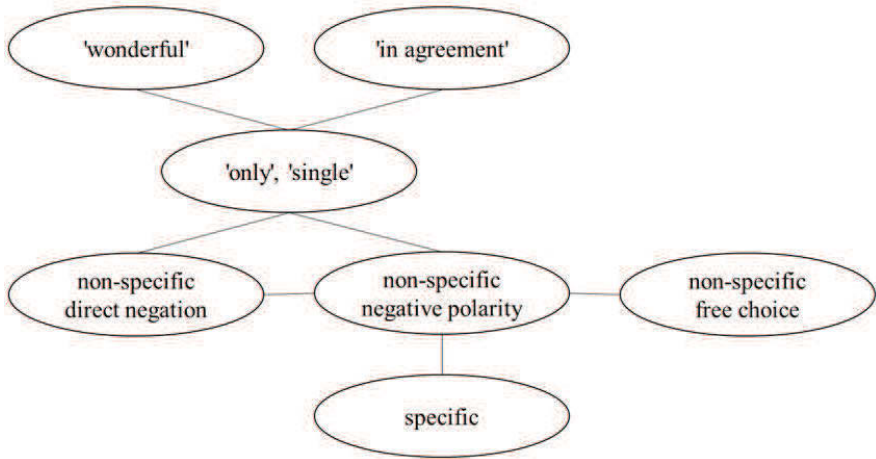 'wonderful'
'in agreement'
'only', 'single'
non-specific
direct negation
non-specific
negative polarity
non-specific
free choice
specific